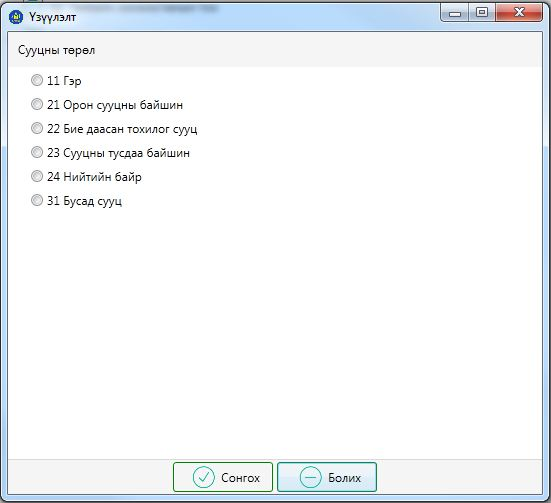 Үзүүлэлт
Сууцны төрөл
11 Гэр
21 Орон сууцны байшин
22 Бие даасан тохилог сууц
23 Сууцны тусдаа байшин
24 Нийтийн байр
31 Бусад сууц
Сонгох
Болих